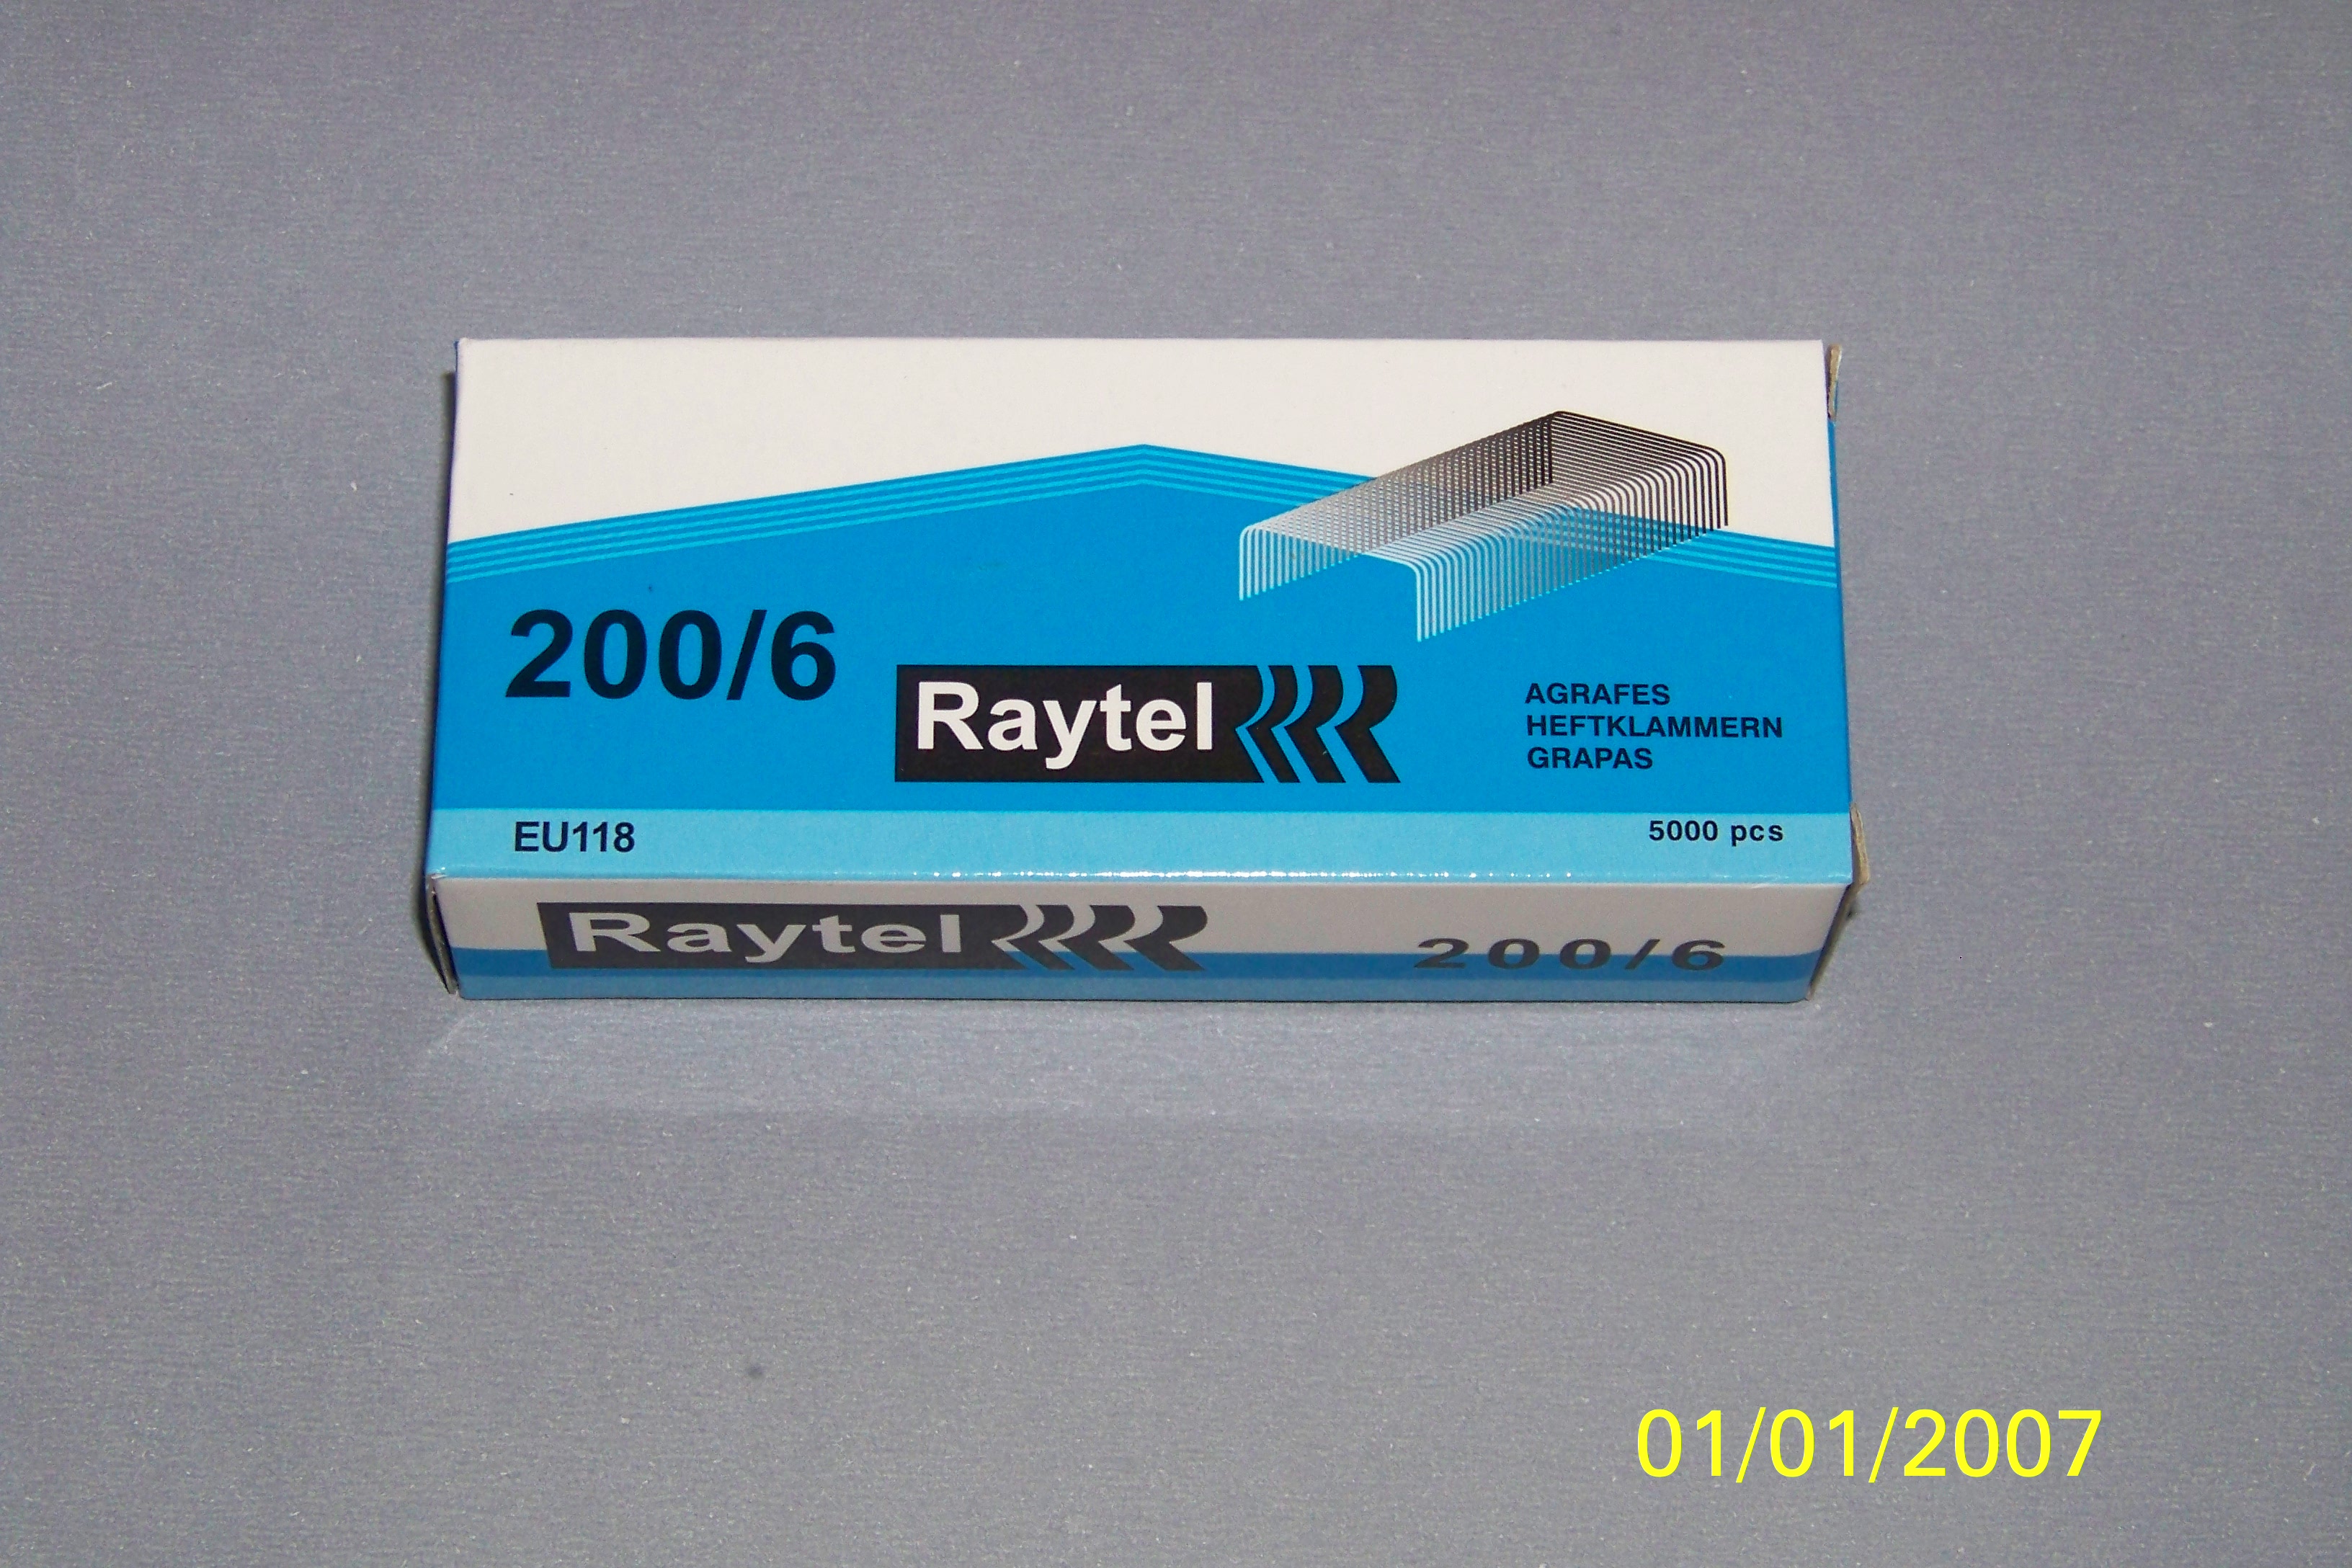 200/6
Raytel
AGRAFES
HEFTKLAMMERN
GRAPAS
EU118
5000 pcs
Raytel
200/6
01/01/2007